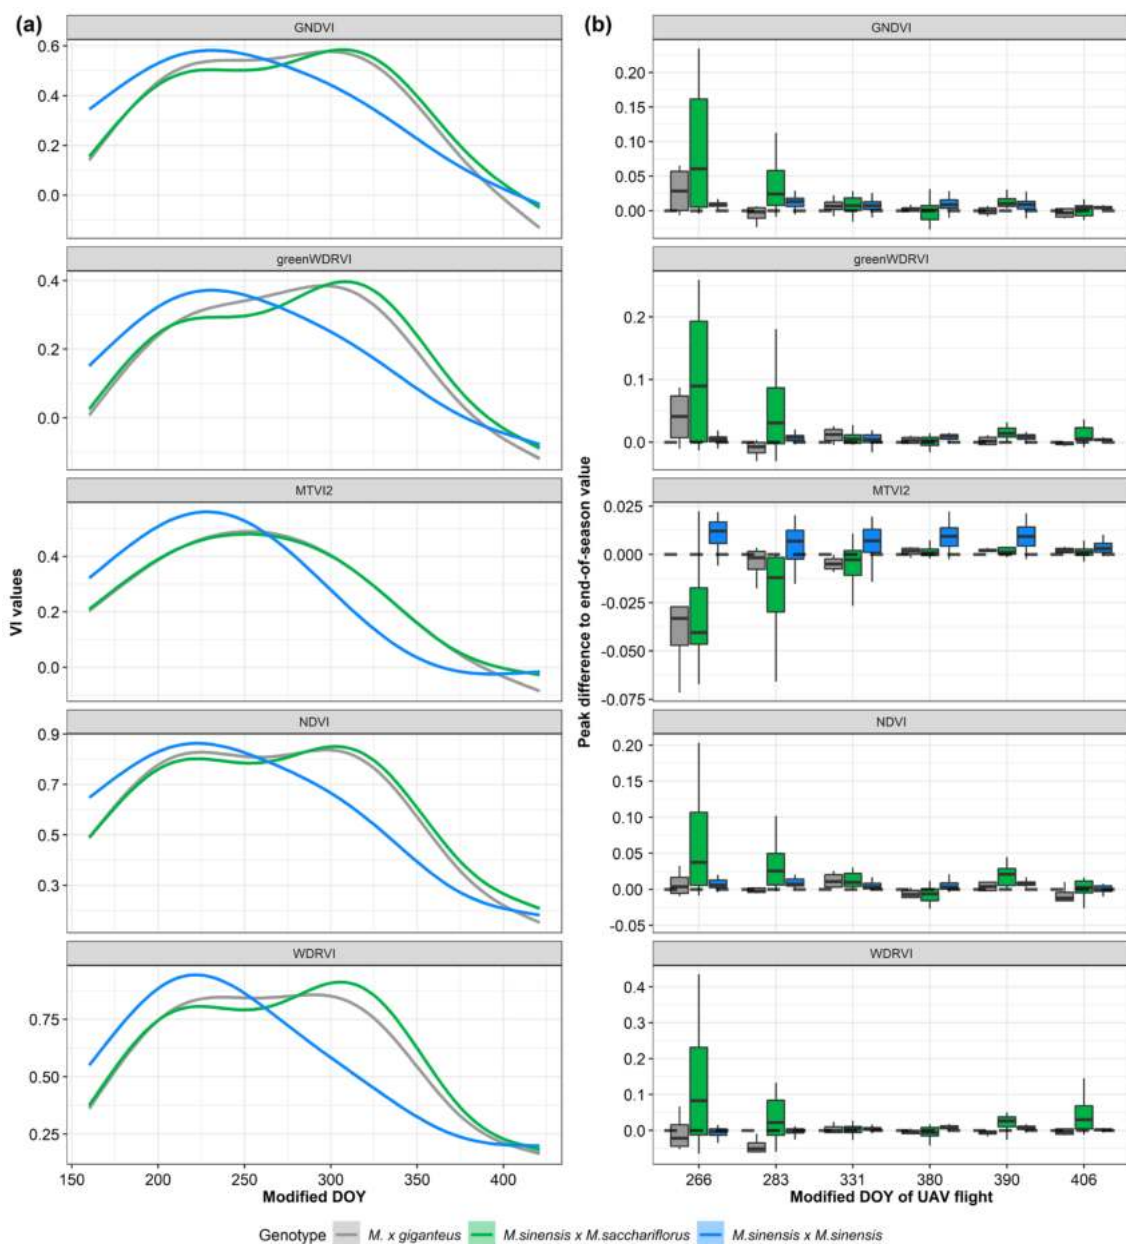 (a)
GNDVI
0.6
0.4
0.2
0.0
greenWDRVI
0.4
0.2
0.0
MTVI2
0.4
0.2
0.0
NDVI
0.9
0.7
0.5
0.3
WDRVI
0.75
0.50
0.25
VI values
150 200 250 300 350 400
Modified DOY
(b)
GNDVI
0.20
0.15
0.10
0.05
0.00
greenWDRVI
0.2
0.1
0.0
MTVI2
0.025
0.000
-0.025
-0.050
-0.075
NDVI
0.20
0.15
0.10
0.05
0.00
-0.05
WDRVI
0.4
0.3
0.2
0.1
0.0
Peak difference to end-of-season value
266 283 331 380 390 406
Modified DOY of UAV flight
Genotype M. x giganteus M.sinensis x M.sacchariflorus M.sinensis x M.sinensis